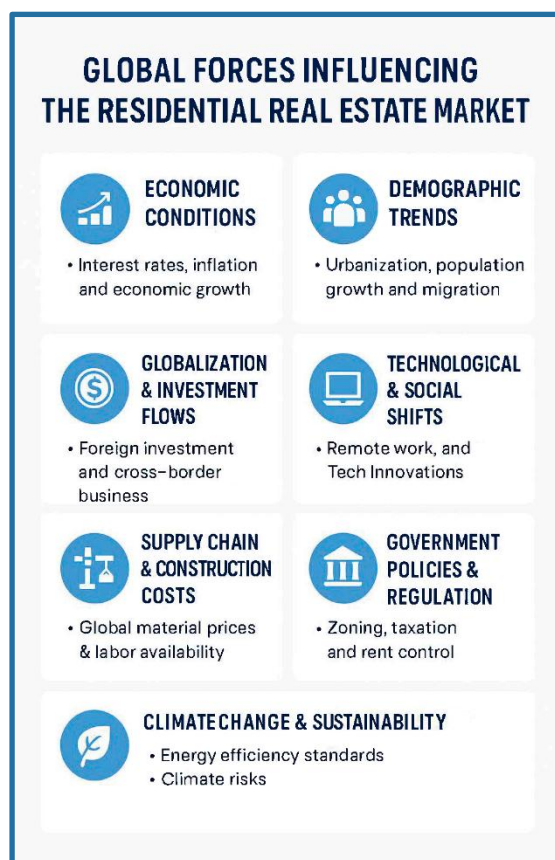 GLOBAL FORCES INFLUENCING
THE RESIDENTIAL REAL ESTATE MARKET
ECONOMIC
CONDITIONS
• Interest rates, inflation
and economic growth
DEMOGRAPHIC
TRENDS
• Urbanization, population
growth and migration
GLOBALIZATION
& INVESTMENT
FLOWS
• Foreign investment
and cross-border
business
TECHNOLOGICAL
& SOCIAL
SHIFTS
• Remote work, and
Tech Innovations
SUPPLY CHAIN
& CONSTRUCTION
COSTS
• Global material prices
& labor availability
GOVERNMENT
POLICIES &
REGULATION
• Zoning, taxation
and rent control
CLIMATE CHANGE & SUSTAINABILITY
• Energy efficiency standards
• Climate risks